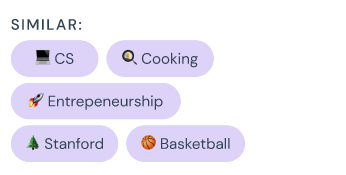 SIMILAR:
💻 CS 🍳 Cooking
🚀 Entrepeneurship
🌲 Stanford 🏀 Basketball